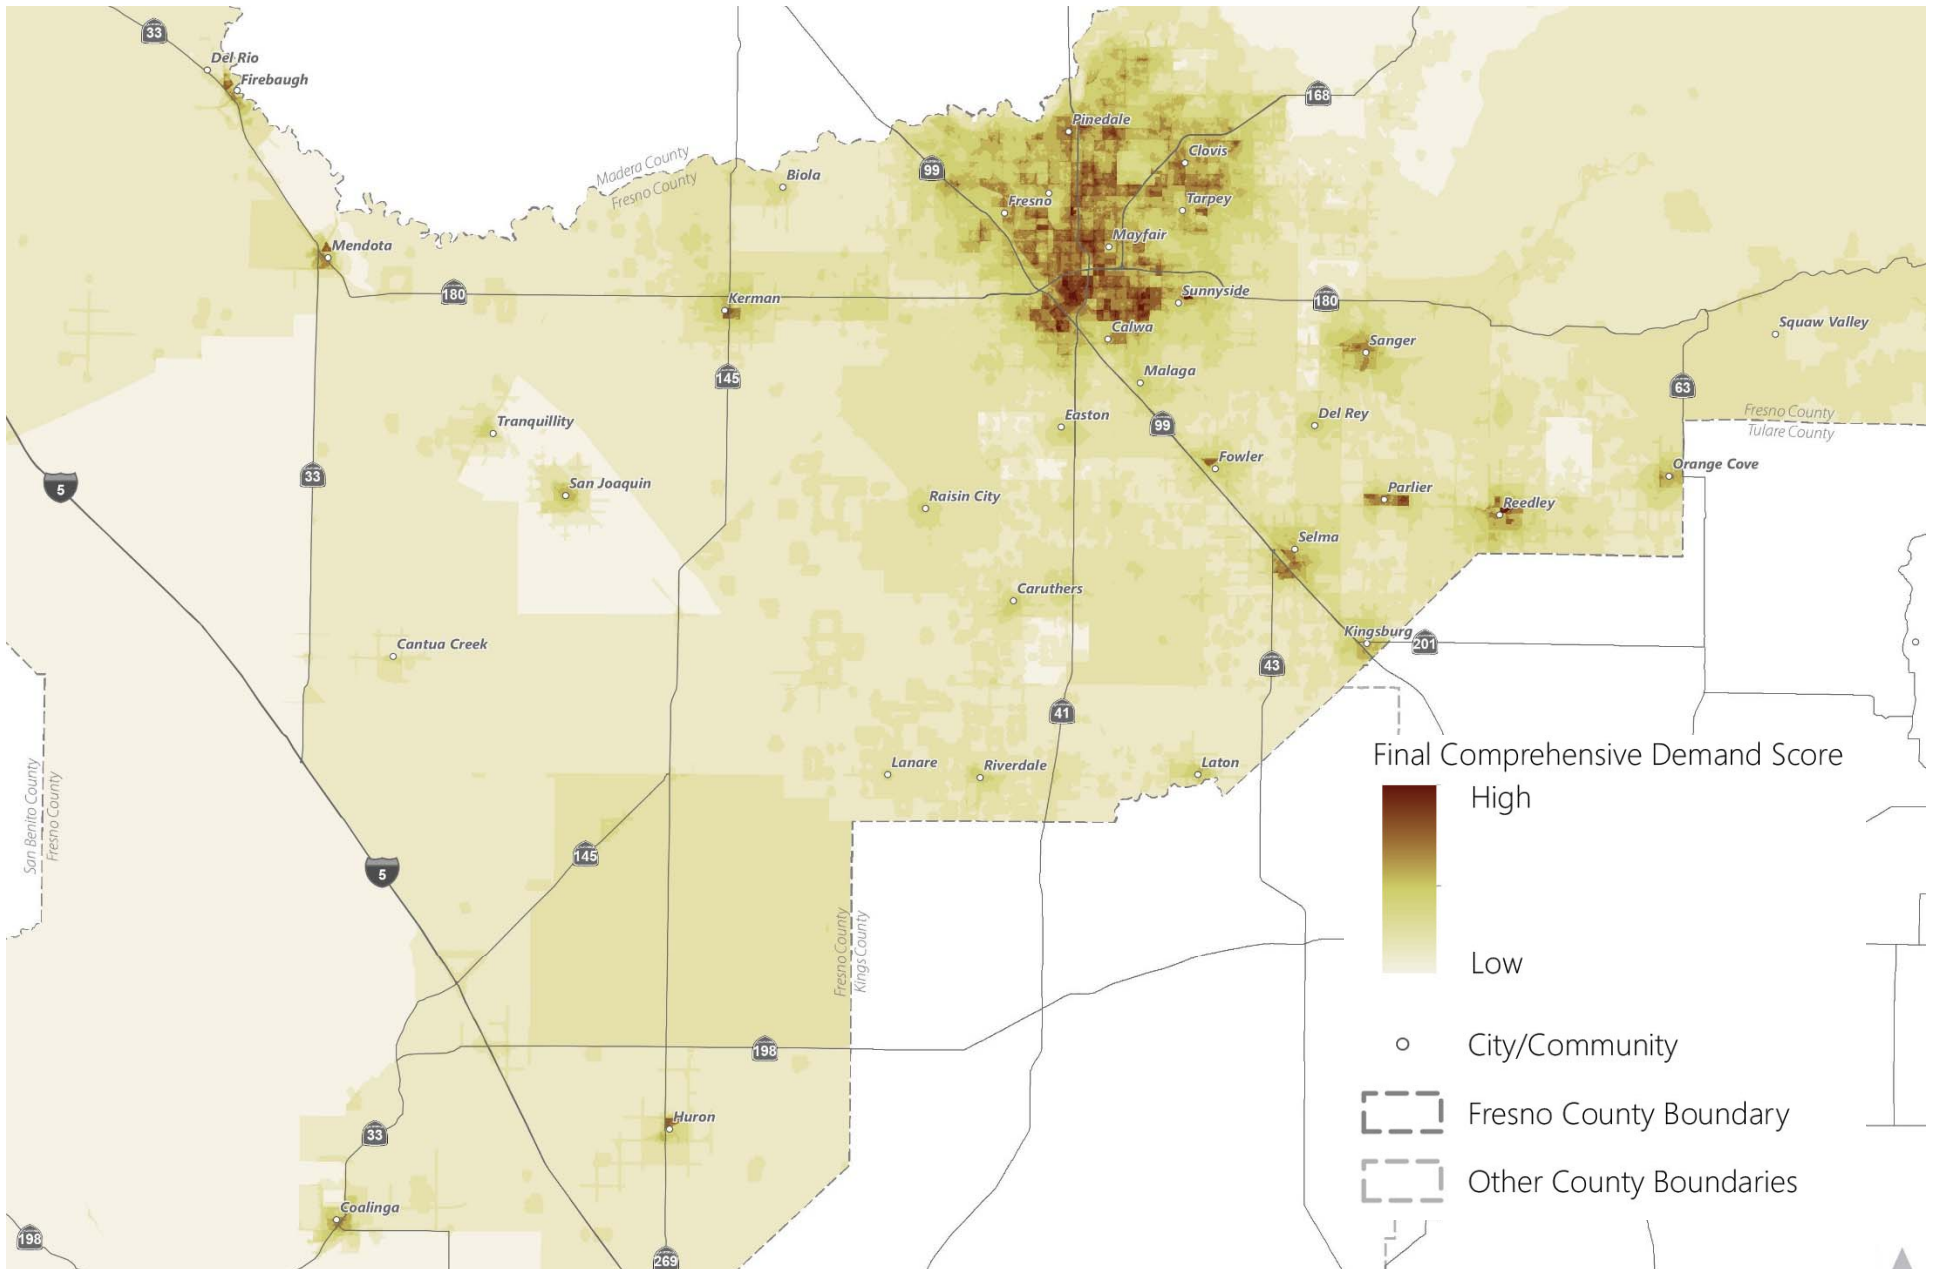 33
Del Rio
Firebaugh
168
Pinedale
Clovis
99
Madera County
Fresno County
Biola
Fresno
Tarpey
Mayfair
Mendota
180
Kerman
Sunnyside
180
Calwa
Squaw Valley
Sanger
145
Malaga
63
Tranquillity
Easton
99
Del Rey
Fresno County
Tulare County
Fowler
Orange Cove
33
5
San Joaquin
Raisin City
Parlier
Reedley
Selma
Caruthers
Cantua Creek
Kingsburg
201
43
41
Lanare
Riverdale
Laton
San Benito County
Fresno County
145
5
Fresno County
Kings County
198
Huron
33
Coalinga
198
269
Final Comprehensive Demand Score
High
Low
City/Community
Fresno County Boundary
Other County Boundaries